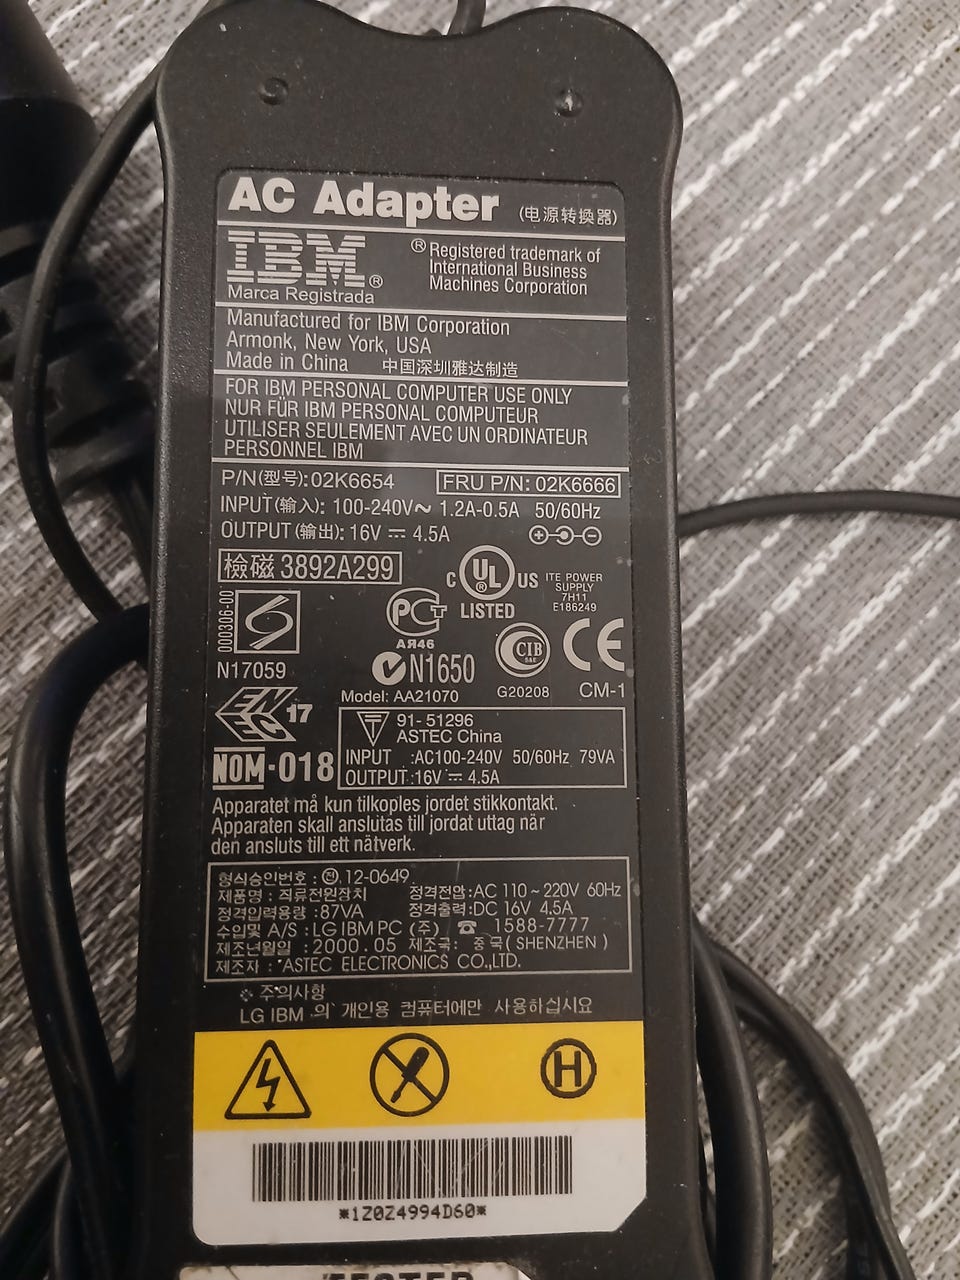 AC Adapter (电源转换器)
IBM®
Marca Registrada
® Registered trademark of
International Business
Machines Corporation
Manufactured for IBM Corporation
Armonk, New York, USA
Made in China 中国深圳雅达制造
FOR IBM PERSONAL COMPUTER USE ONLY
NUR FÜR IBM PERSONAL COMPUTEUR
UTILISER SEULEMENT AVEC UN ORDINATEUR
PERSONNEL IBM
P/N(型号):02K6654 FRU P/N: 02K6666
INPUT(输入): 100-240V~ 1.2A-0.5A 50/60Hz
OUTPUT(输出): 16V ⎓ 4.5A
檢磁 3892A299
C UL® US
LISTED
ITE POWER
SUPPLY
7H11
E186249
000306-00
N17059
РСТ
АЯ46
N1650
CIB
G20208
CE
CM-1
Model: AA21070
17
NOM-018
T
91-51296
ASTEC China
INPUT :AC100-240V 50/60Hz 79VA
OUTPUT:16V ⎓ 4.5A
Apparatet må kun tilkoples jordet stikkontakt.
Apparaten skall anslutas till jordat uttag när
den ansluts till ett nätverk.
형식승인번호 : 전.12-0649
제품명 : 직류전원장치 정격전압:AC 110~220V 60Hz
정격입력용량 :87VA 정격출력:DC 16V 4.5A
수입및 A/S : LG IBM PC (주) ☎ 1588-7777
제조년월일 : 2000.05 제조국: 중국(SHENZHEN)
제조자 : ASTEC ELECTRONICS CO.,LTD.
※ 주의사항
LG IBM 의 개인용 컴퓨터에만 사용하십시요
H
*1Z0Z4994D60*